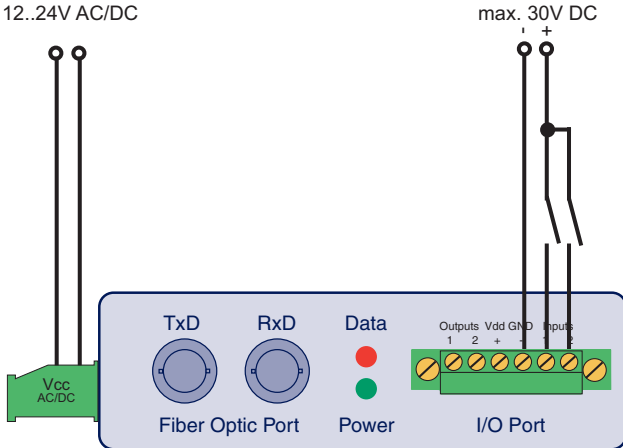 12..24V AC/DC
max. 30V DC
- +
TxD RxD Data
Outputs Vdd GND Inputs
1 2 + - 1 2
Vcc
AC/DC
Fiber Optic Port Power I/O Port